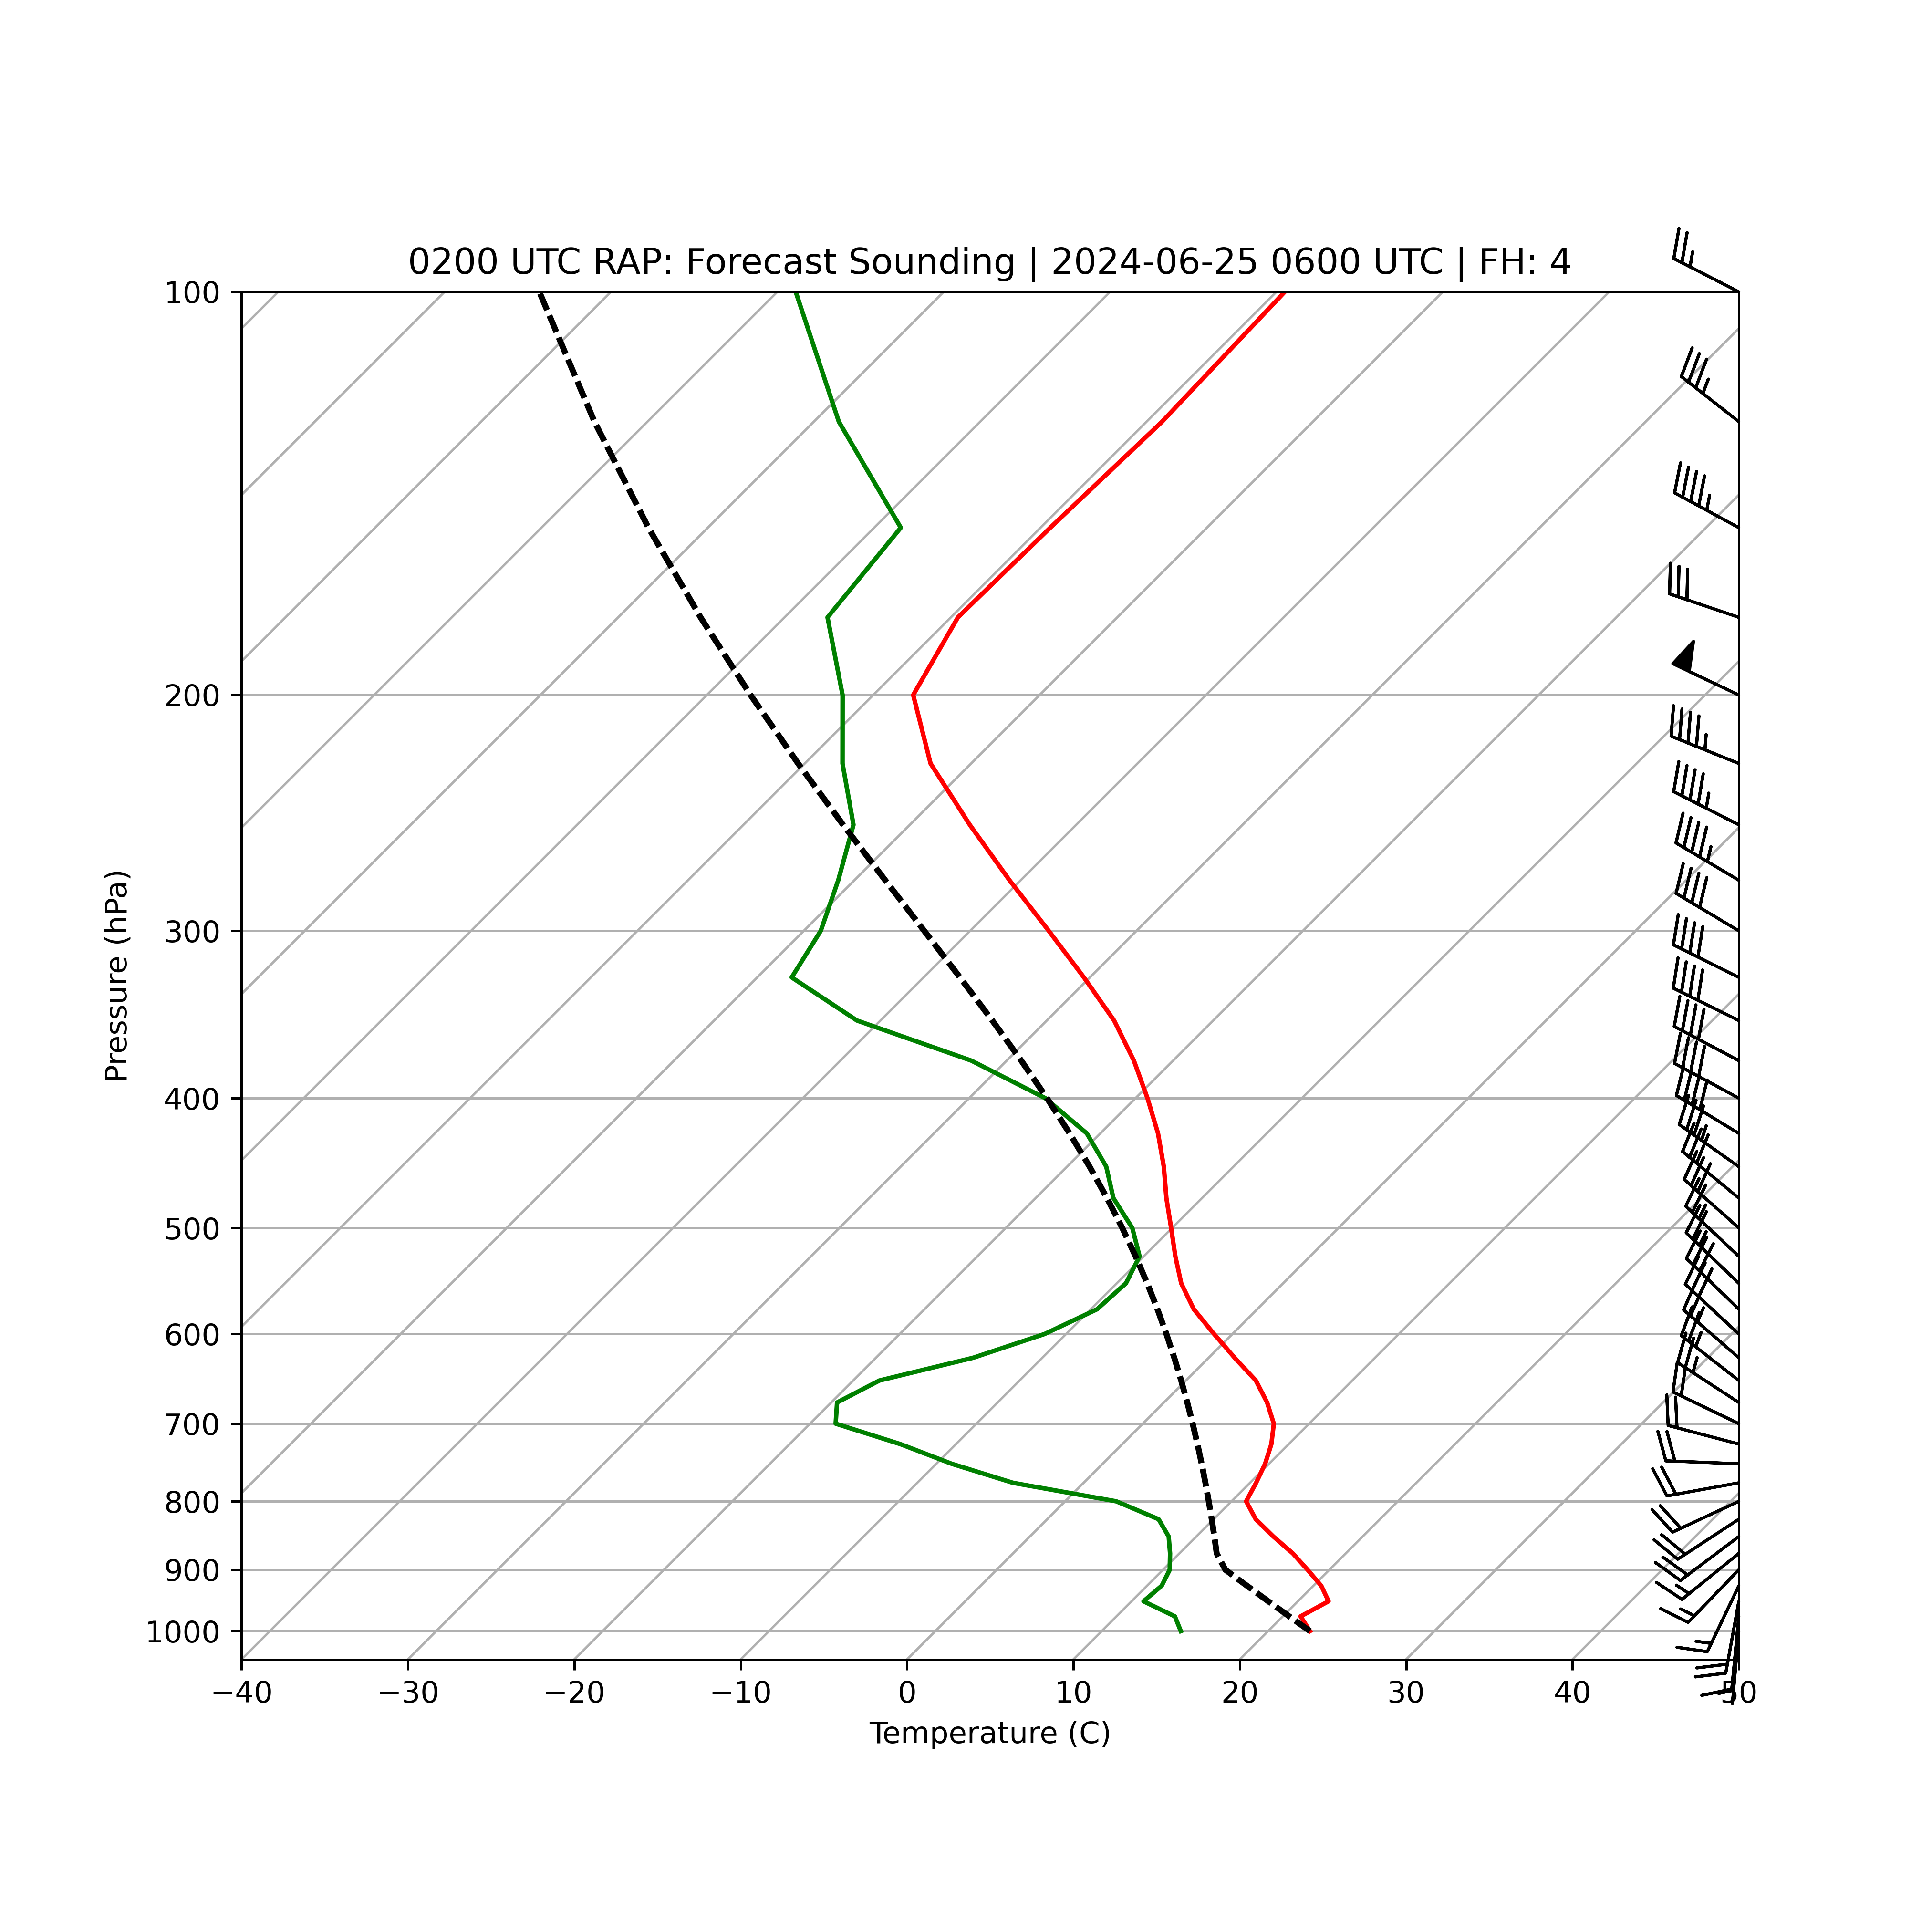 0200 UTC RAP: Forecast Sounding | 2024-06-25 0600 UTC | FH: 4
100
200
300
400
500
600
700
800
900
1000
Pressure (hPa)
−40 −30 −20 −10 0 10 20 30 40 50
Temperature (C)